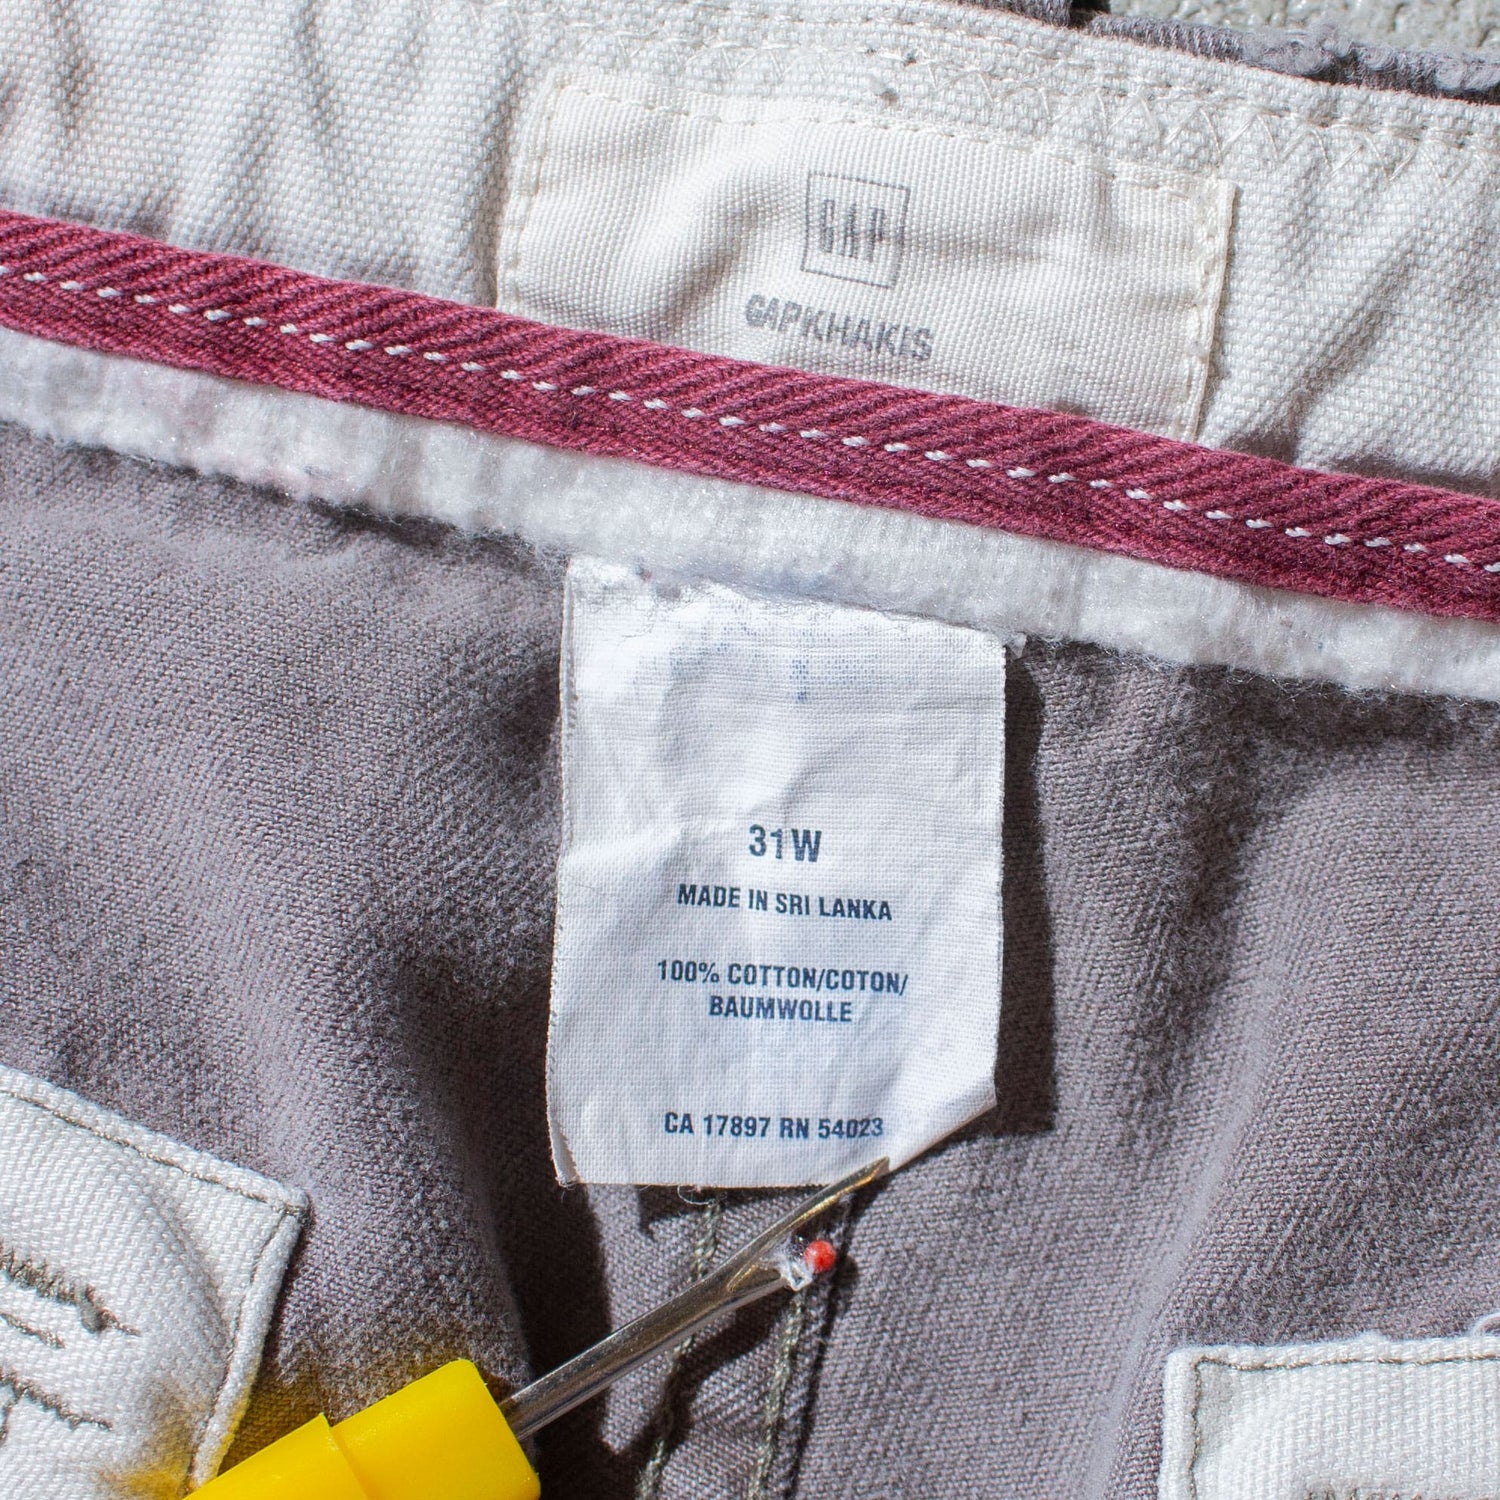 GAP
GAPKHAKIS
31W
MADE IN SRI LANKA
100% COTTON/COTON/
BAUMWOLLE
CA 17897 RN 54023